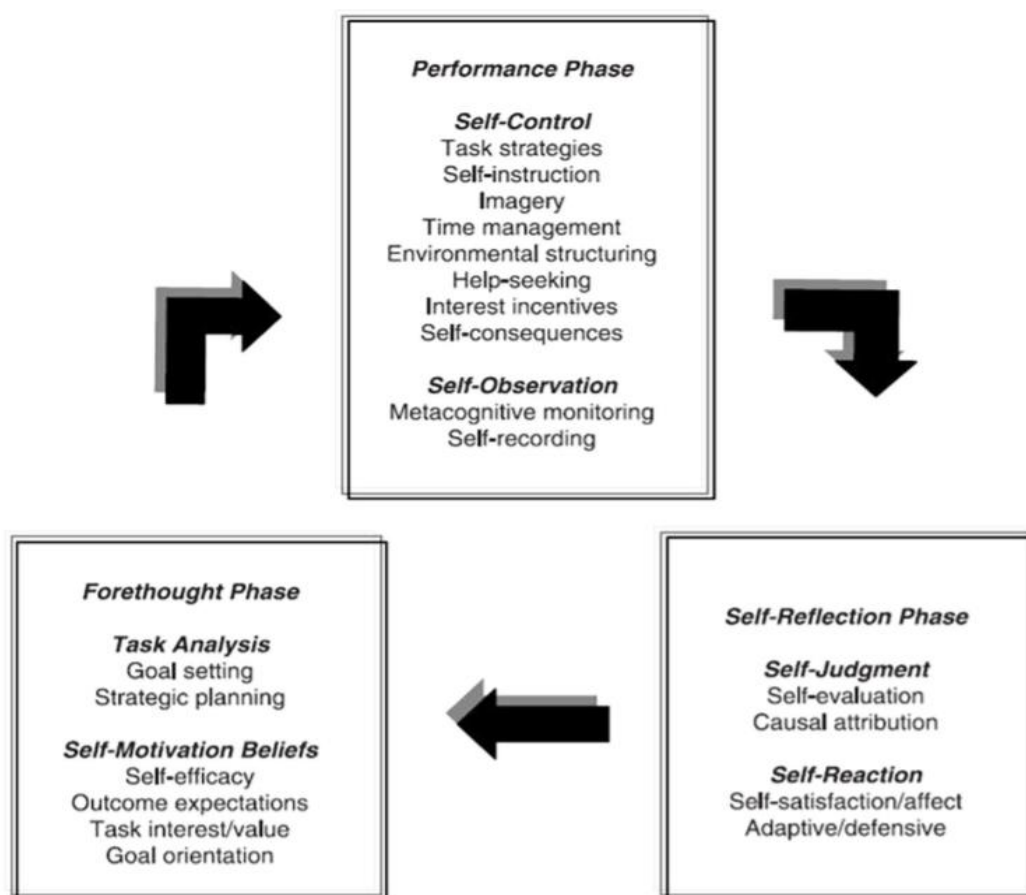 Performance Phase
Self-Control
Task strategies
Self-instruction
Imagery
Time management
Environmental structuring
Help-seeking
Interest incentives
Self-consequences
Self-Observation
Metacognitive monitoring
Self-recording
Forethought Phase
Task Analysis
Goal setting
Strategic planning
Self-Motivation Beliefs
Self-efficacy
Outcome expectations
Task interest/value
Goal orientation
Self-Reflection Phase
Self-Judgment
Self-evaluation
Causal attribution
Self-Reaction
Self-satisfaction/affect
Adaptive/defensive